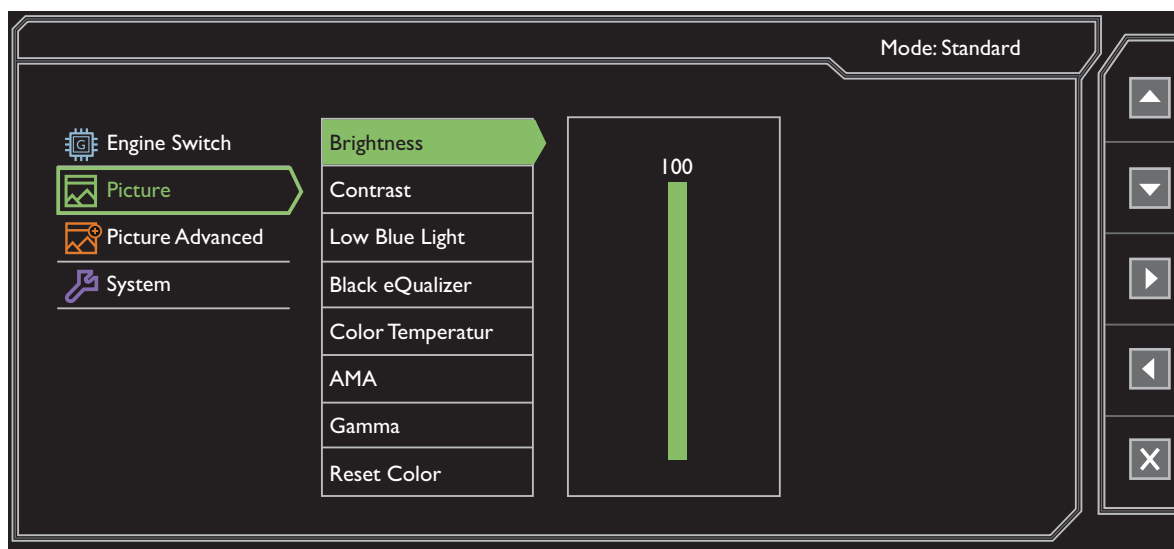 Mode: Standard
G Engine Switch
Picture
Picture Advanced
System
Brightness
Contrast
Low Blue Light
Black eQualizer
Color Temperatur
AMA
Gamma
Reset Color
100
X